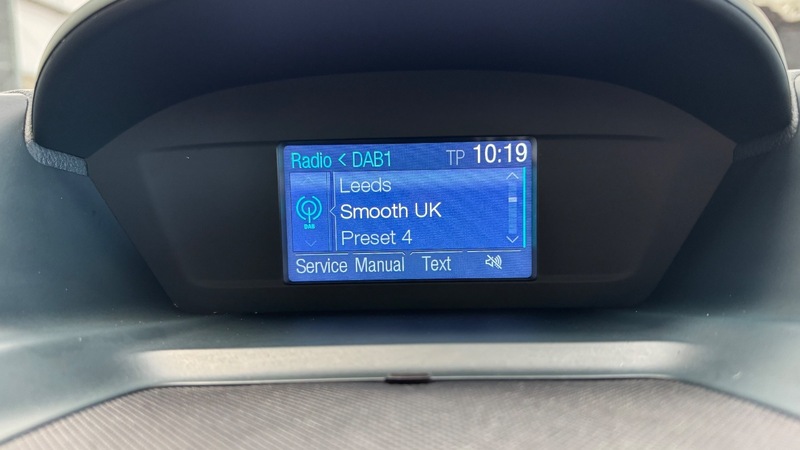 Radio < DAB1 TP 10:19
Leeds
Smooth UK
DAB
Preset 4
Service Manual Text